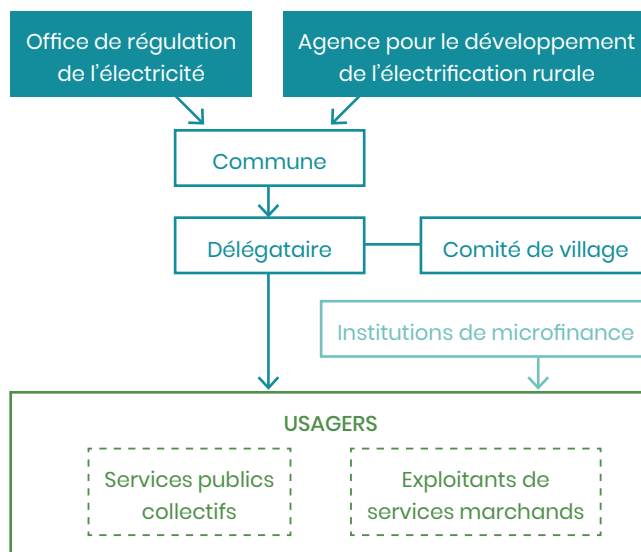 Office de régulation
de l’électricité
Agence pour le développement
de l’électrification rurale
Commune
Délégataire
Comité de village
Institutions de microfinance
USAGERS
Services publics
collectifs
Exploitants de
services marchands